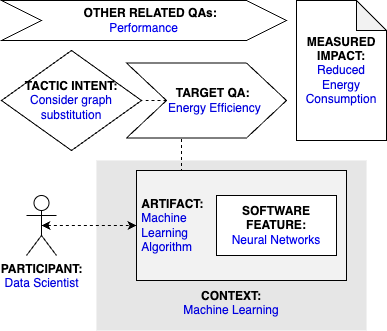 OTHER RELATED QAs:
Performance
MEASURED
IMPACT:
Reduced
Energy
Consumption
TACTIC INTENT:
Consider graph
substitution
TARGET QA:
Energy Efficiency
ARTIFACT:
Machine
Learning
Algorithm
SOFTWARE
FEATURE:
Neural Networks
PARTICIPANT:
Data Scientist
CONTEXT:
Machine Learning